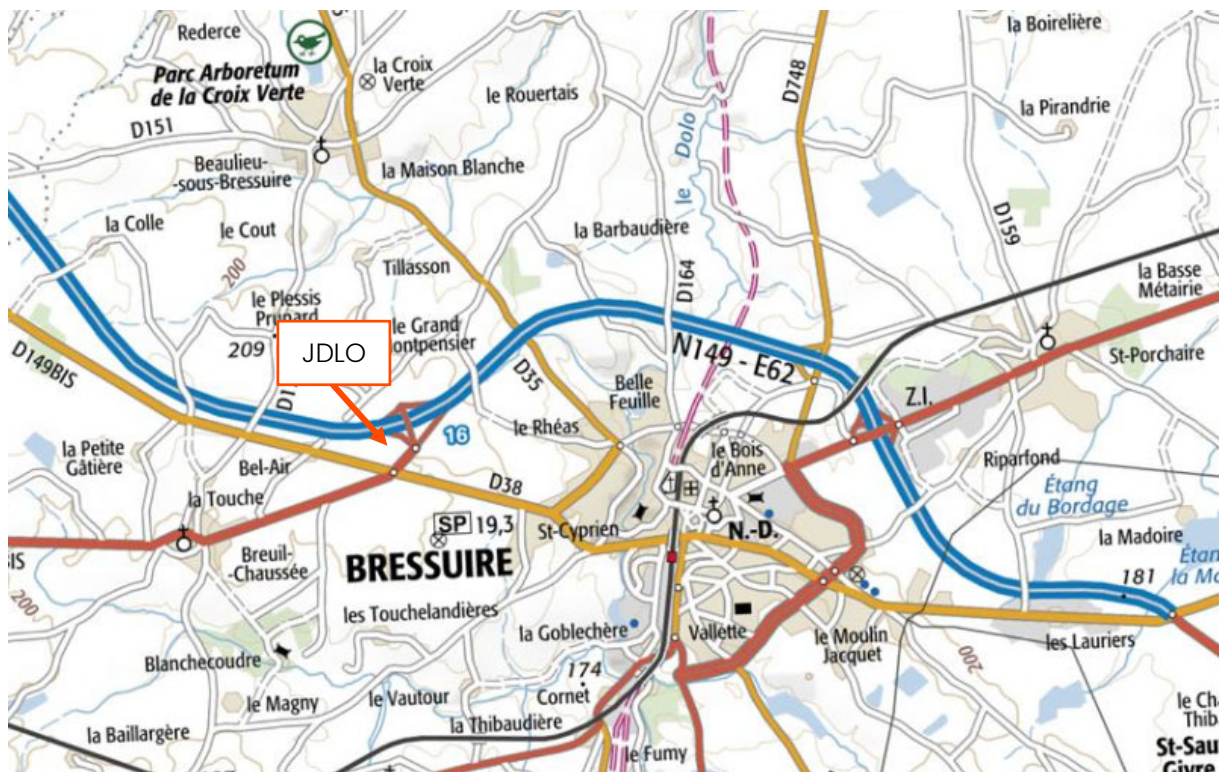 la Boirelière
Rederce
la Croix
Verte
Parc Arboretum
de la Croix Verte
le Rouertais
D748
la Pirandrie
D151
le Dolo
Beaulieu-
-sous-Bressuire
la Maison Blanche
la Colle
le Cout
la Barbaudière
D159
Tillasson
D164
200
la Basse
Métairie
le Plessis
Prunard
209
JDLO
le Grand
N149 - E62
St-Porchaire
D149BIS
D35
Belle
Feuille
Z.I.
16
le Rhéas
la Petite
Gâtière
Bel-Air
le Bois
d'Anne
Riparfond
la Touche
D38
Étang
du Bordage
SP 19,3
St-Cyprien
N.-D.
la Madoire
Breuil-
-Chaussée
BRESSUIRE
181
200
les Touchelandières
la Goblechère
Vallette
le Moulin
Jacquet
les Lauriers
200
Blanchecoudre
174
Cornet
le Magny
le Vautour
la Thibaudière
la Baillargère
le Fumy